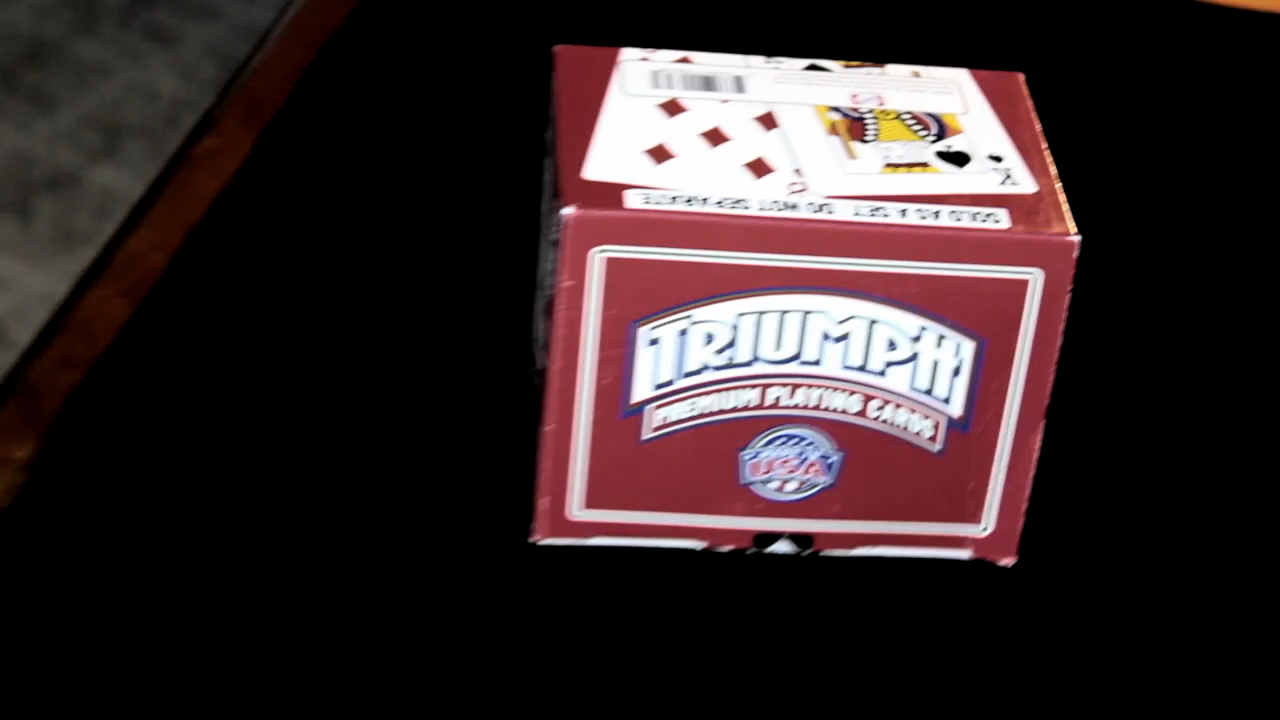 K
SOLD AS A SET DO NOT SEPARATE
TRIUMPH
PREMIUM PLAYING CARDS
USA